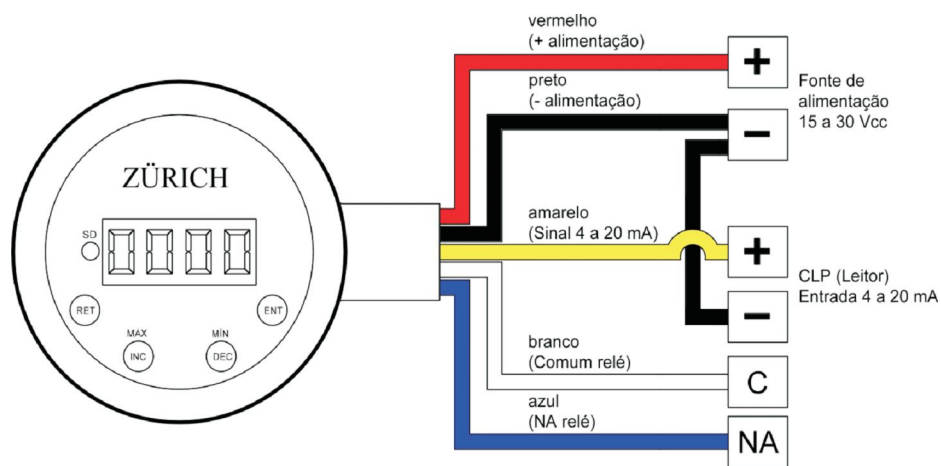 vermelho
(+ alimentação)
+
preto
(- alimentação)
−
Fonte de
alimentação
15 a 30 Vcc
ZÜRICH
SD
0000
RET
ENT
MAX
INC
MÍN
DEC
amarelo
(Sinal 4 a 20 mA)
+
CLP (Leitor)
Entrada 4 a 20 mA
−
branco
(Comum relé)
C
azul
(NA relé)
NA